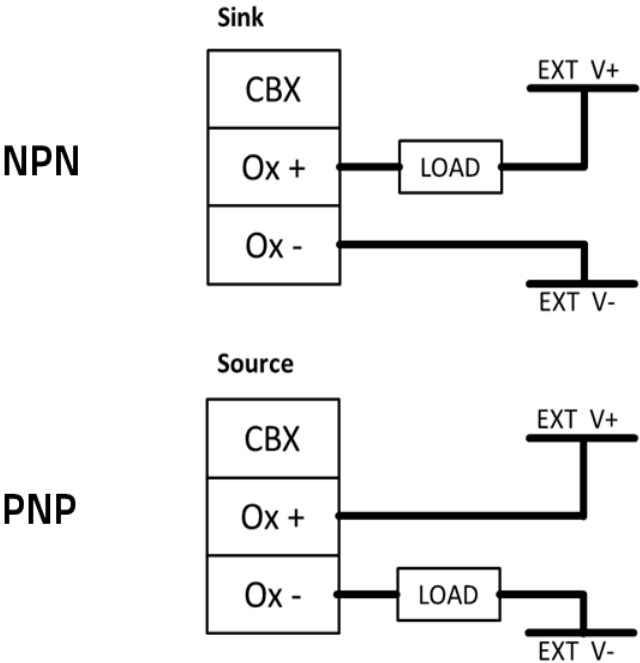 Sink
EXT V+
CBX
NPN
Ox +
LOAD
Ox -
EXT V-
Source
EXT V+
CBX
PNP
Ox +
Ox -
LOAD
EXT V-